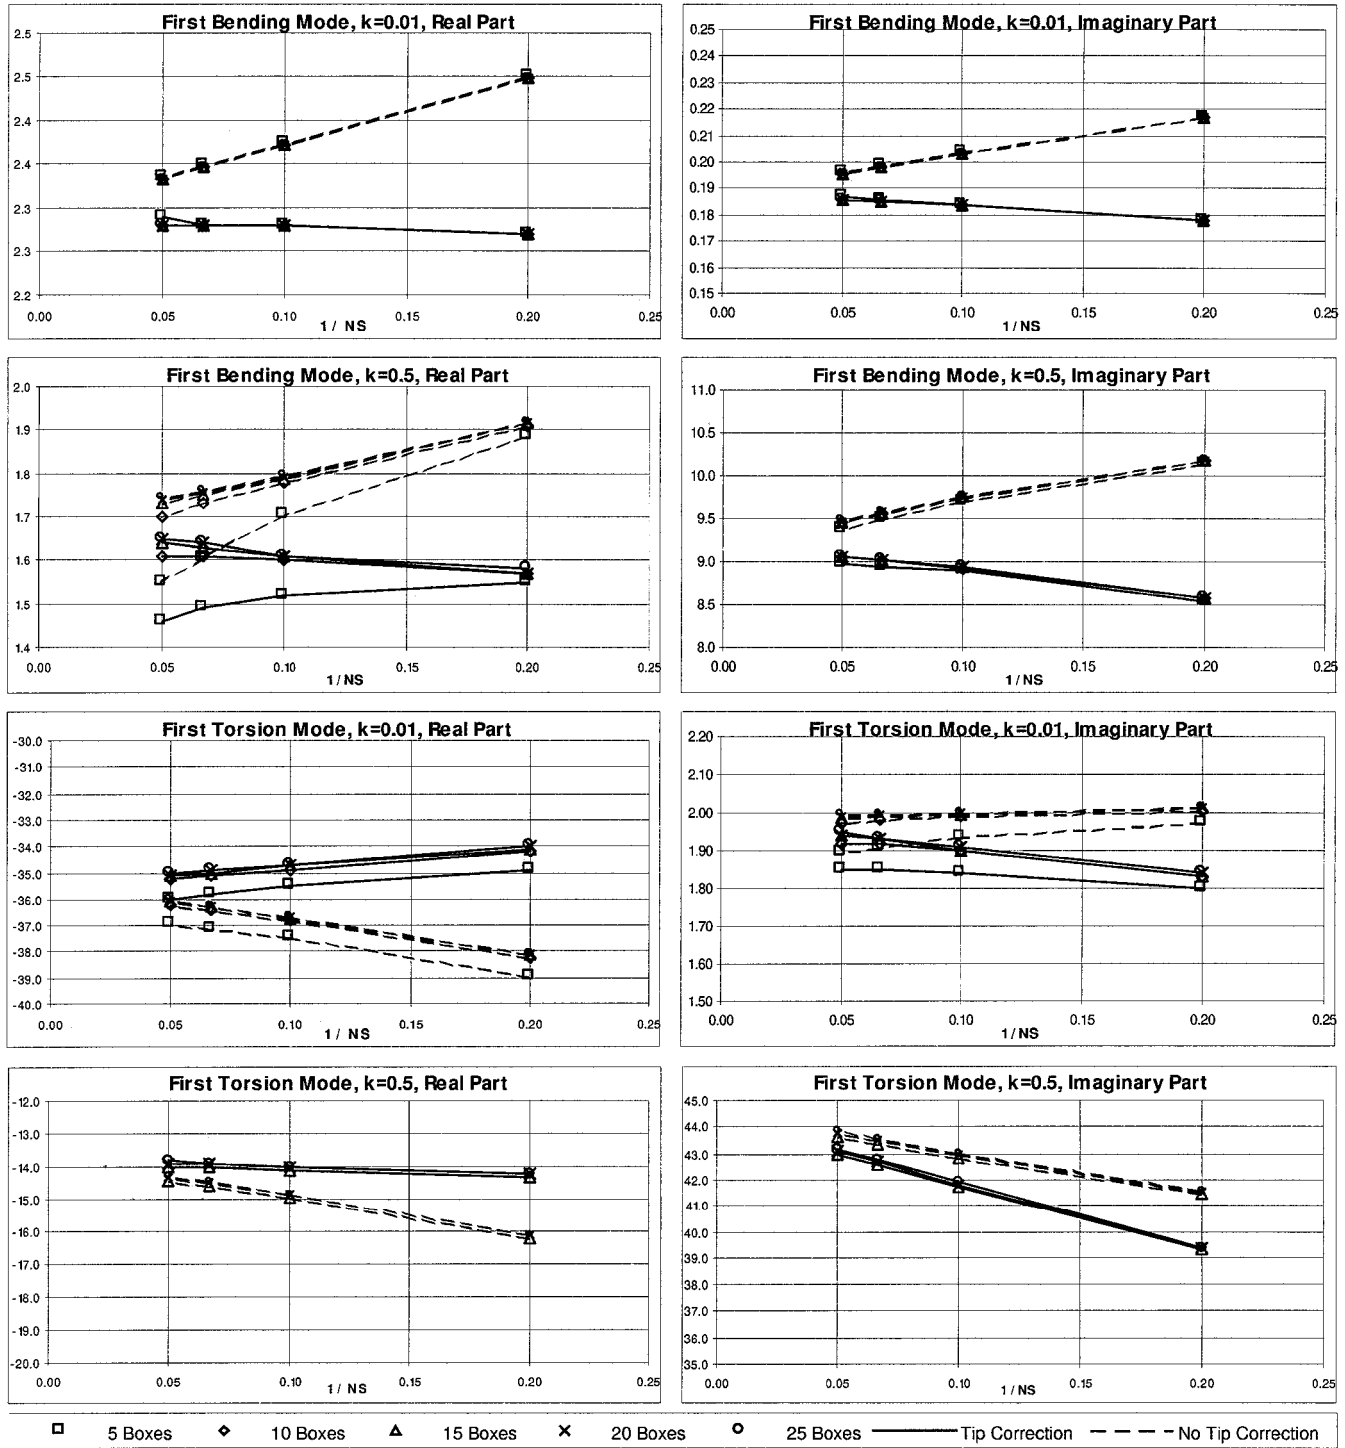 First Bending Mode, k=0.01, Real Part
2.5
2.5
2.4
2.4
2.3
2.3
2.2
0.00 0.05 0.10 0.15 0.20 0.25
1 / NS
First Bending Mode, k=0.01, Imaginary Part
0.25
0.24
0.23
0.22
0.21
0.20
0.19
0.18
0.17
0.16
0.15
0.00 0.05 0.10 0.15 0.20 0.25
1 / NS
First Bending Mode, k=0.5, Real Part
2.0
1.9
1.8
1.7
1.6
1.5
1.4
0.00 0.05 0.10 0.15 0.20 0.25
1 / NS
First Bending Mode, k=0.5, Imaginary Part
11.0
10.5
10.0
9.5
9.0
8.5
8.0
0.00 0.05 0.10 0.15 0.20 0.25
1 / NS
First Torsion Mode, k=0.01, Real Part
-30.0
-31.0
-32.0
-33.0
-34.0
-35.0
-36.0
-37.0
-38.0
-39.0
-40.0
0.00 0.05 0.10 0.15 0.20 0.25
1 / NS
First Torsion Mode, k=0.01, Imaginary Part
2.20
2.10
2.00
1.90
1.80
1.70
1.60
1.50
0.00 0.05 0.10 0.15 0.20 0.25
1 / NS
First Torsion Mode, k=0.5, Real Part
-12.0
-13.0
-14.0
-15.0
-16.0
-17.0
-18.0
-19.0
-20.0
0.00 0.05 0.10 0.15 0.20 0.25
1 / NS
First Torsion Mode, k=0.5, Imaginary Part
45.0
44.0
43.0
42.0
41.0
40.0
39.0
38.0
37.0
36.0
35.0
0.00 0.05 0.10 0.15 0.20 0.25
1 / NS
5 Boxes 10 Boxes 15 Boxes 20 Boxes 25 Boxes Tip Correction No Tip Correction